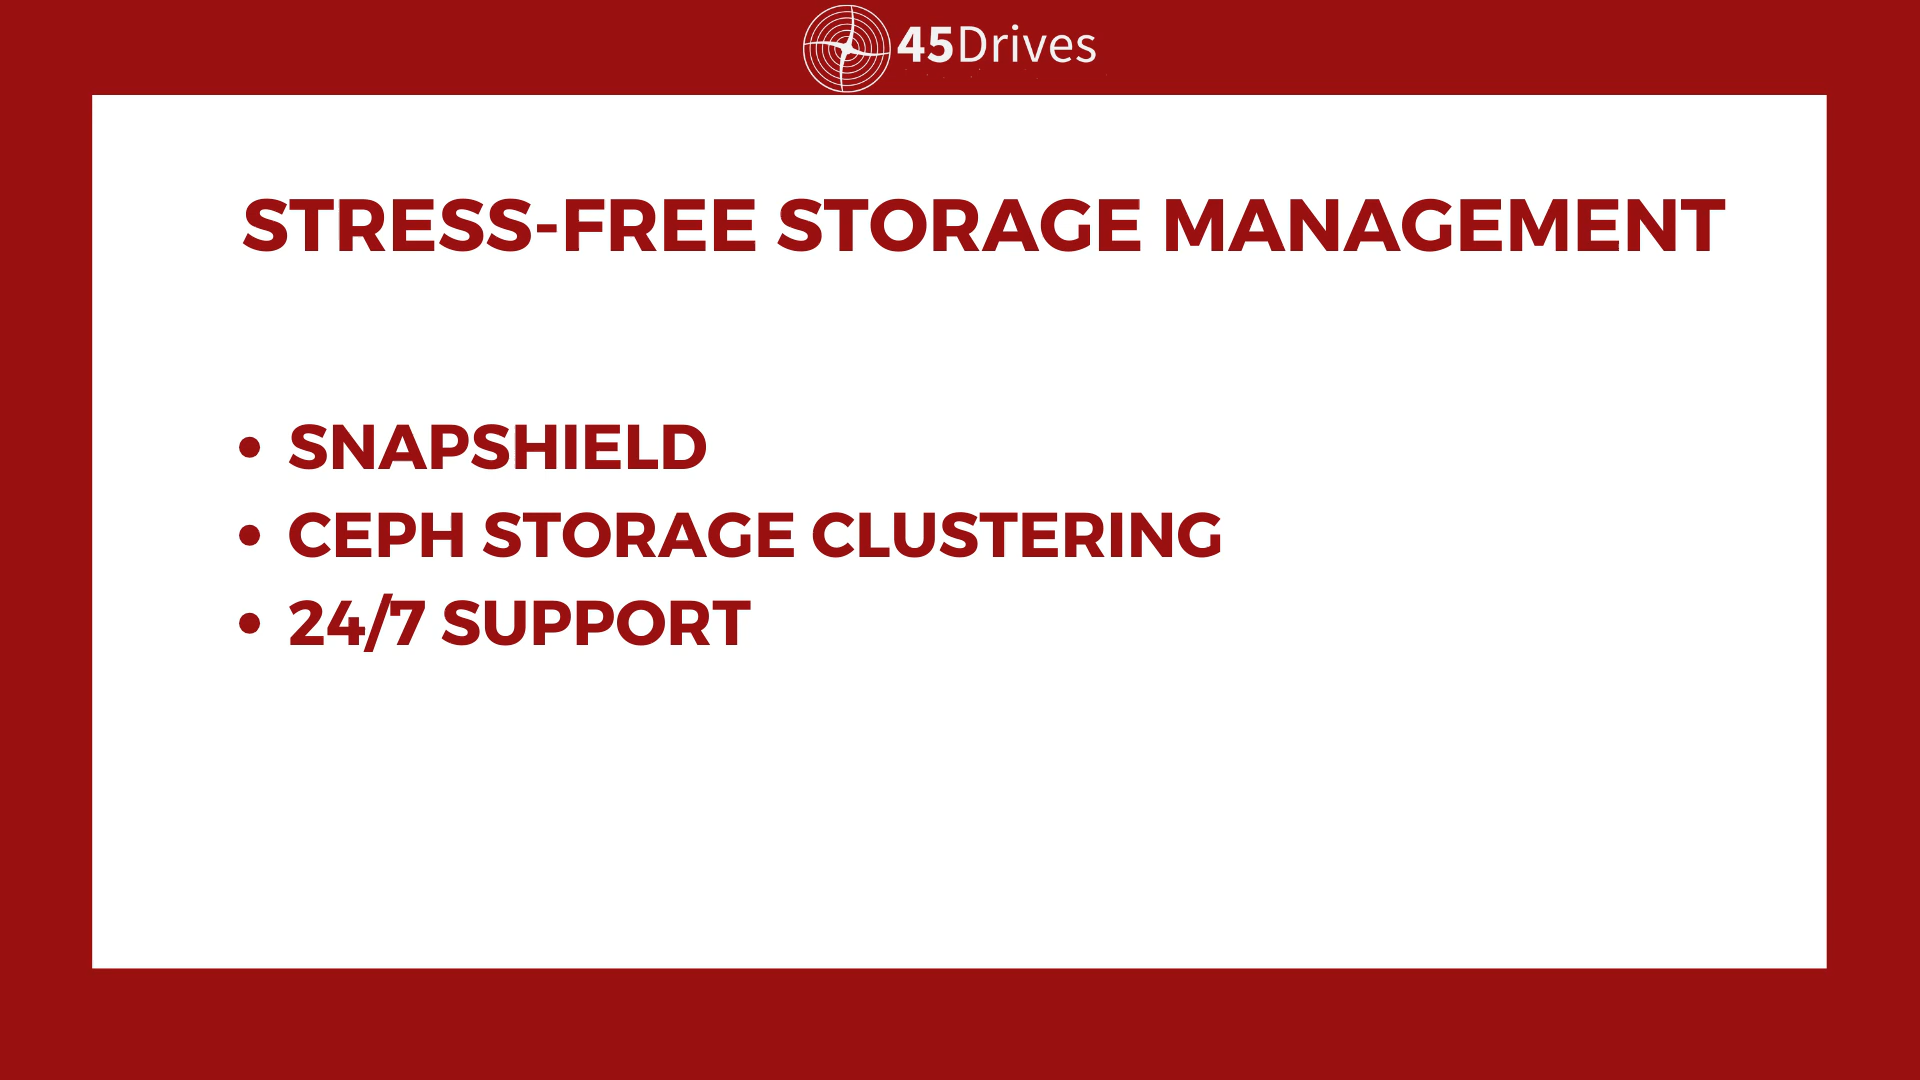 45Drives
STRESS-FREE STORAGE MANAGEMENT
• SNAPSHIELD
• CEPH STORAGE CLUSTERING
• 24/7 SUPPORT